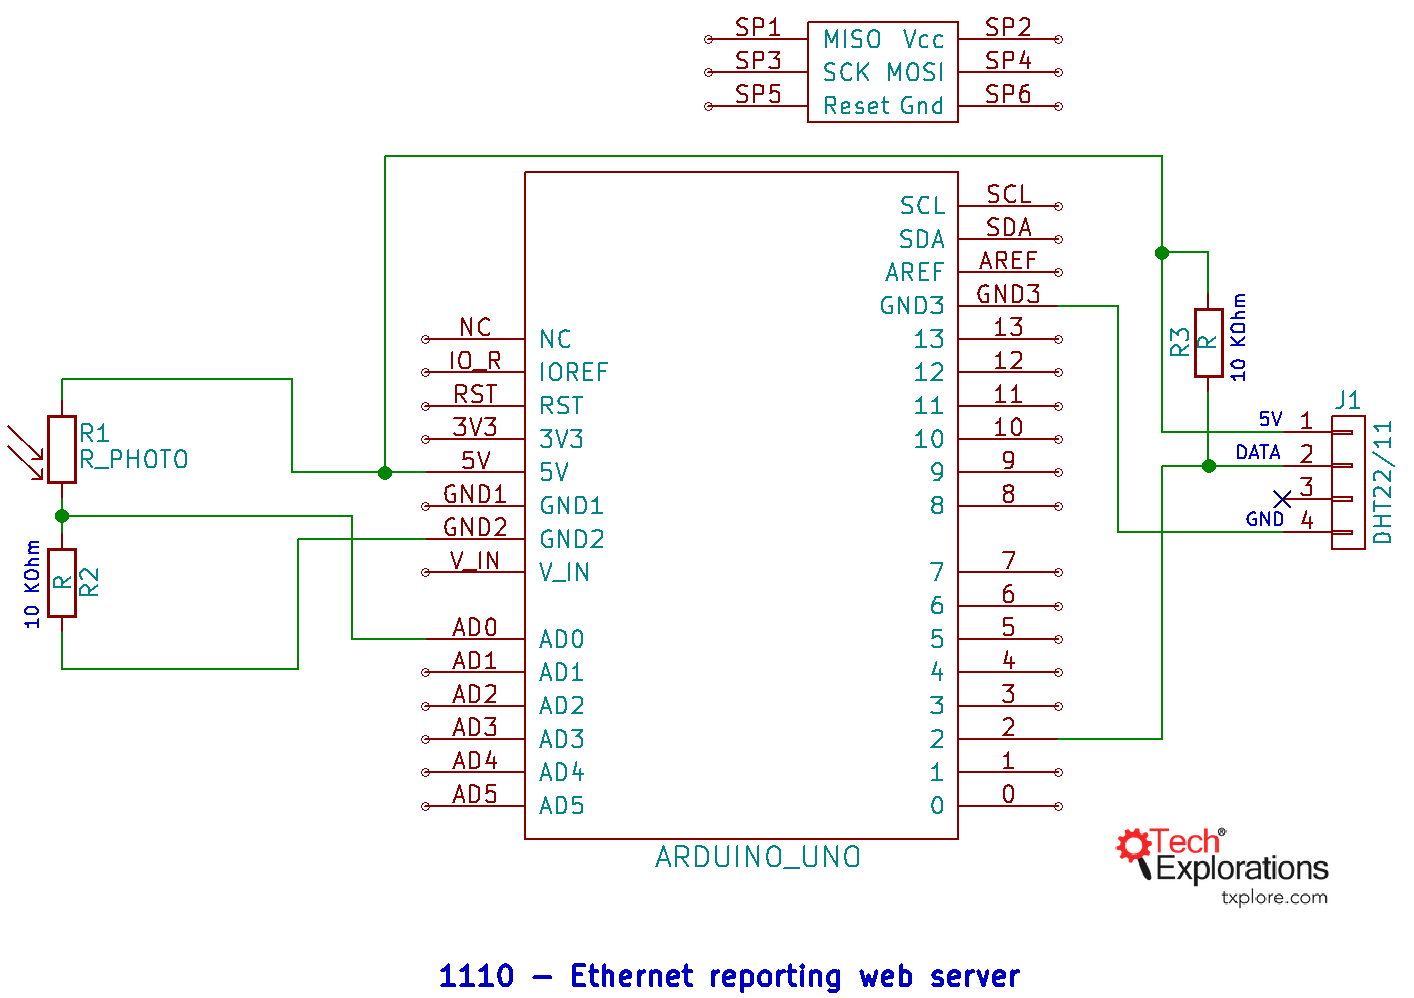 SP1 MISO Vcc SP2
SP3 SCK MOSI SP4
SP5 Reset Gnd SP6
SCL SCL
SDA SDA
AREF AREF
GND3 GND3
NC NC
13 13
IO_R IOREF
12 12
RST RST
11 11
3V3 3V3
10 10
5V 5V
9 9
GND1 GND1
8 8
GND2 GND2
V_IN V_IN
7 7
6 6
AD0 AD0
5 5
AD1 AD1
4 4
AD2 AD2
3 3
AD3 AD3
2 2
AD4 AD4
1 1
AD5 AD5
0 0
ARDUINO_UNO
R1
R_PHOTO
10 KOhm
R
R2
R3
R
10 KOhm
J1
5V 1
DATA 2
3
GND 4
DHT22/11
Tech®
Explorations
txplore.com
1110 – Ethernet reporting web server